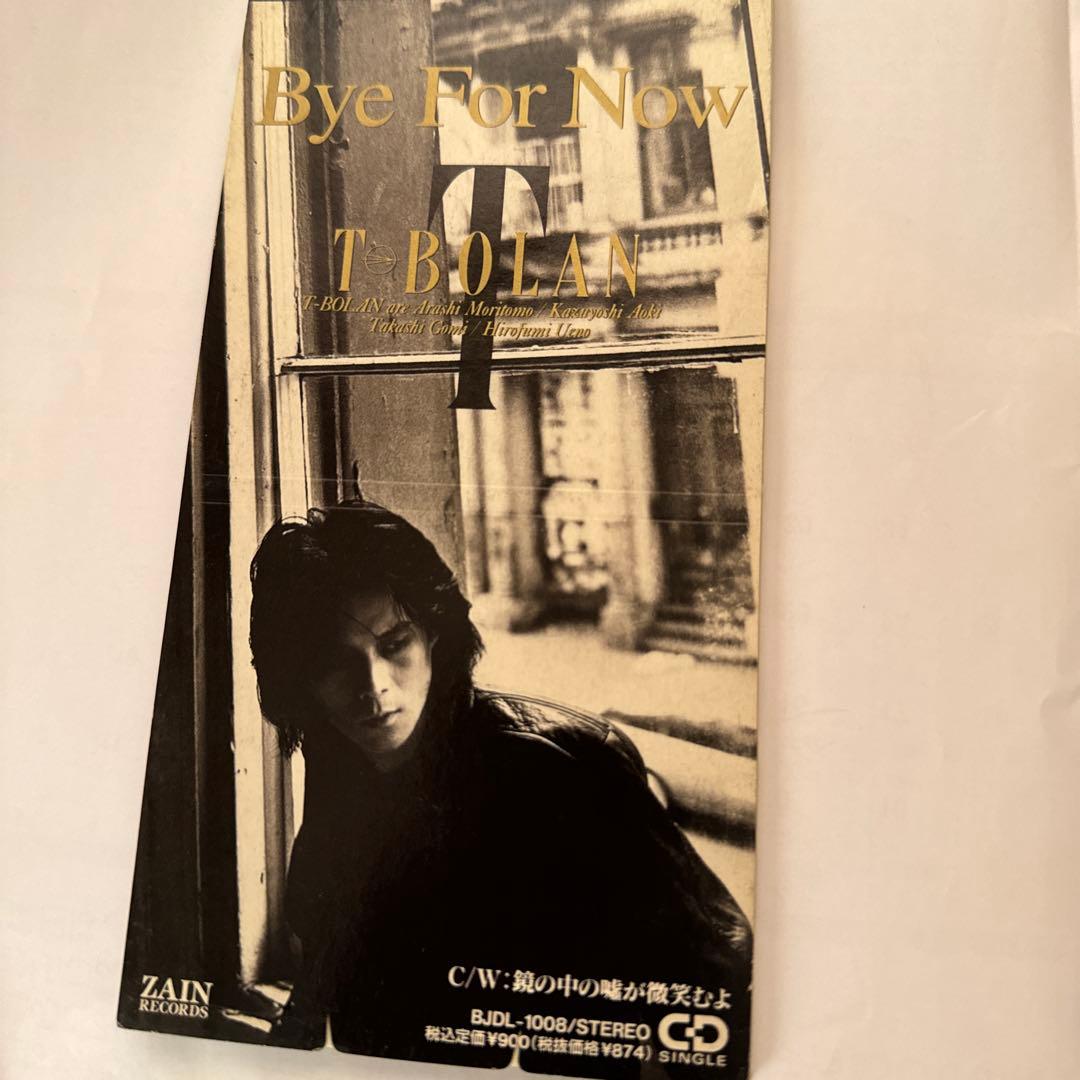 Bye For Now
T
T-BOLAN
T-BOLAN are Arashi Moritomo / Kazuyoshi Aoki
Takashi Gomi / Hirofumi Ueno
C/W:鏡の中の嘘が微笑むよ
ZAIN
RECORDS
BJDL-1008/STEREO
税込定価¥900(税抜価格¥874)
CD
SINGLE